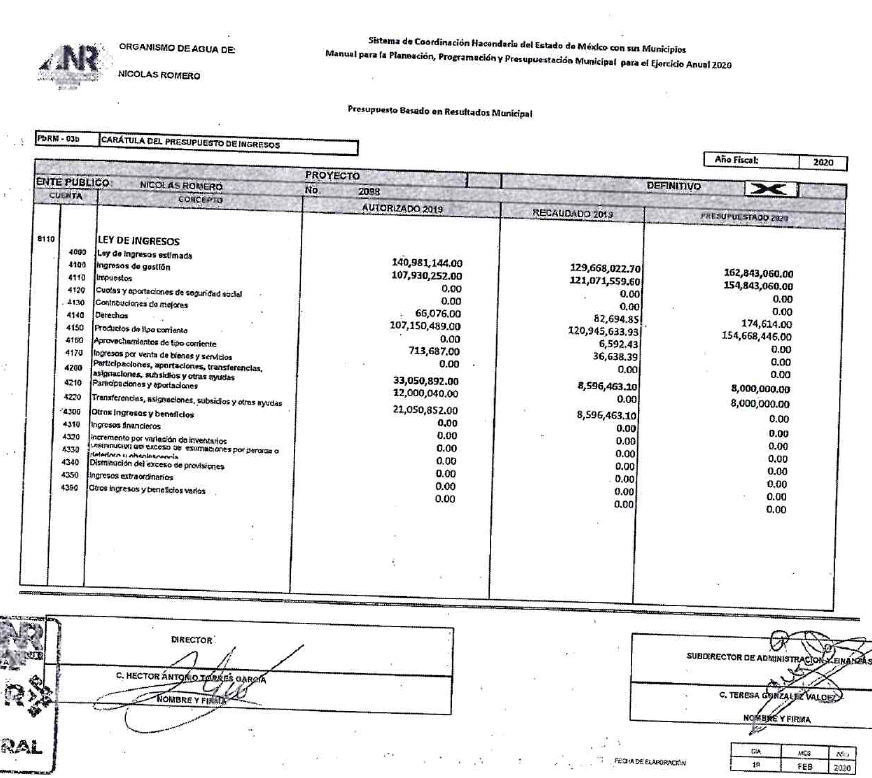 ANR
ORGANISMO DE AGUA DE:
NICOLAS ROMERO
Sistema de Coordinación Hacendaria del Estado de México con sus Municipios
Manual para la Planeación, Programación y Presupuestación Municipal para el Ejercicio Anual 2020
Presupuesto Basado en Resultados Municipal
PbRM - 03b CARÁTULA DEL PRESUPUESTO DE INGRESOS
Año Fiscal: 2020
PROYECTO DEFINITIVO X
ENTE PUBLICO: NICOLAS ROMERO No. 2098
CUENTA CONCEPTO AUTORIZADO 2019 RECAUDADO 2019 PRESUPUESTADO 2020
8110 LEY DE INGRESOS
4000 Ley de Ingresos estimada 140,981,144.00 129,668,022.70 162,843,060.00
4100 Ingresos de gestión 107,930,252.00 121,071,559.60 154,843,060.00
4110 Impuestos 0.00 0.00 0.00
4120 Cuotas y aportaciones de seguridad social 0.00 0.00 0.00
4130 Contribuciones de mejores 66,076.00 82,694.85 174,614.00
4140 Derechos 107,150,489.00 120,945,633.93 154,668,446.00
4150 Productos de tipo corriente 0.00 6,592.43 0.00
4160 Aprovechamientos de tipo corriente 713,687.00 36,638.39 0.00
4170 Ingresos por venta de bienes y servicios 0.00 0.00 0.00
4200 Participaciones, aportaciones, transferencias, asignaciones, subsidios y otras ayudas 33,050,892.00 8,596,463.10 8,000,000.00
4210 Participaciones y aportaciones 12,000,040.00 0.00 8,000,000.00
4220 Transferencias, asignaciones, subsidios y otras ayudas 21,050,852.00 8,596,463.10 0.00
4300 Otros ingresos y beneficios 0.00 0.00 0.00
4310 Ingresos financieros 0.00 0.00 0.00
4320 Incremento por variación de inventarios 0.00 0.00 0.00
4330 Disminución del exceso de estimaciones por perdida o deterioro u obsolescencia 0.00 0.00 0.00
4340 Disminución del exceso de provisiones 0.00 0.00 0.00
4350 Ingresos extraordinarios 0.00 0.00 0.00
4390 Otros ingresos y beneficios varios 0.00 0.00 0.00
DIRECTOR
C. HECTOR ANTONIO TORRES GARCIA
NOMBRE Y FIRMA
SUBDIRECTOR DE ADMINISTRACION Y FINANZAS
C. TERESA GONZALEZ VALDEZ
NOMBRE Y FIRMA
RAL
FECHA DE ELABORACIÓN
DIA MES AÑO
19 FEB 2020